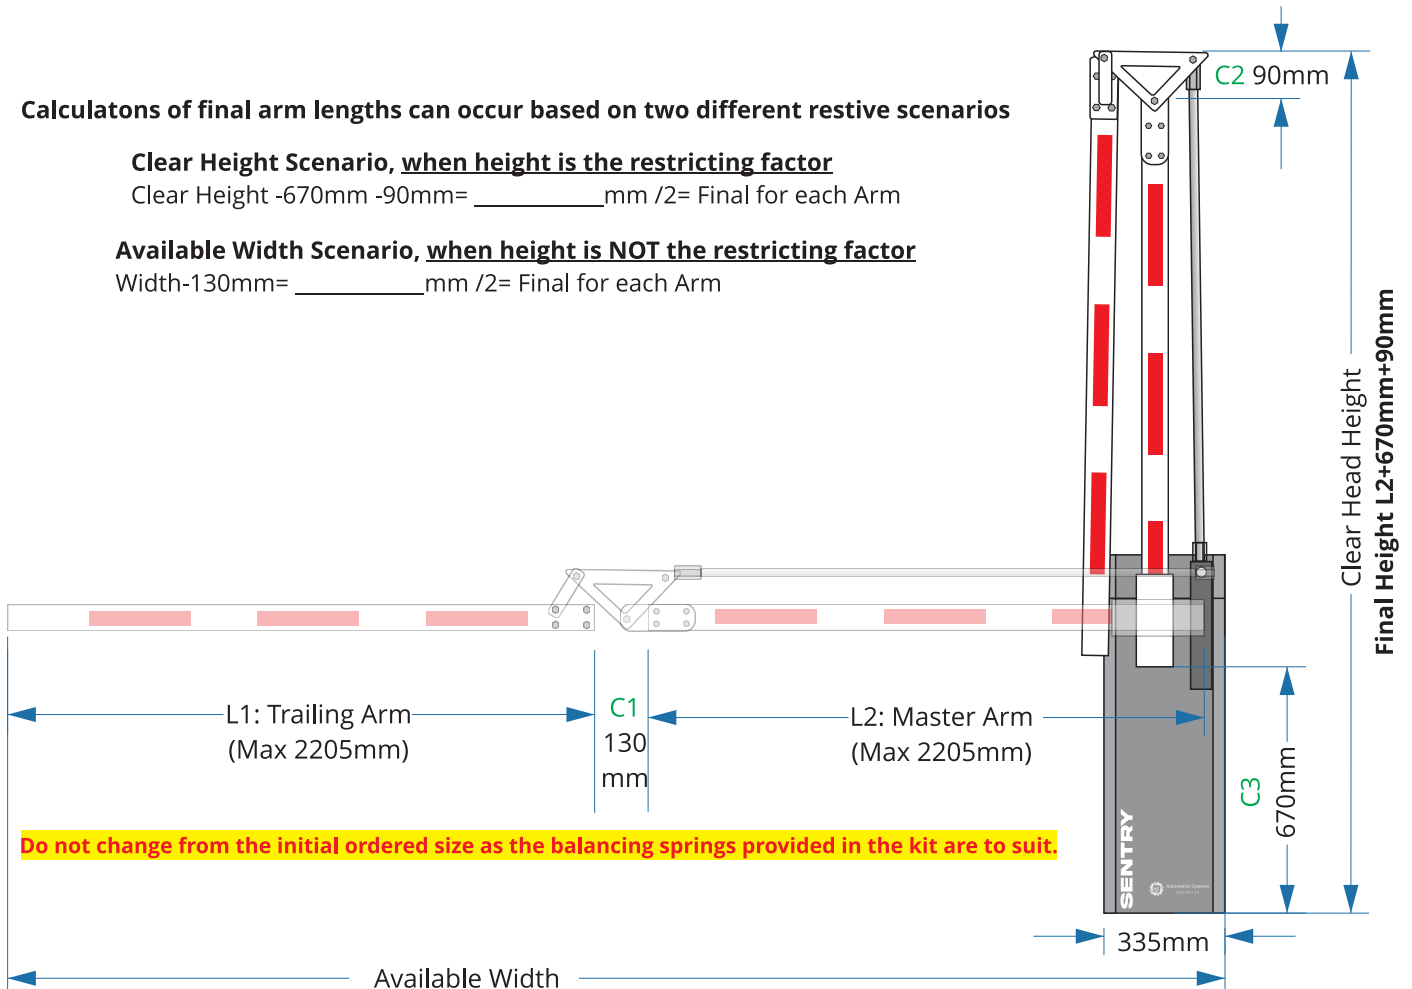 C2 90mm
Calculatons of final arm lengths can occur based on two different restive scenarios
Clear Height Scenario, when height is the restricting factor
Clear Height -670mm -90mm= __________mm /2= Final for each Arm
Available Width Scenario, when height is NOT the restricting factor
Width-130mm= __________mm /2= Final for each Arm
Clear Head Height
Final Height L2+670mm+90mm
L1: Trailing Arm
(Max 2205mm)
C1
130
mm
L2: Master Arm
(Max 2205mm)
C3
670mm
Do not change from the initial ordered size as the balancing springs provided in the kit are to suit.
SENTRY
Automation Systems
AUSTRALIA
335mm
Available Width